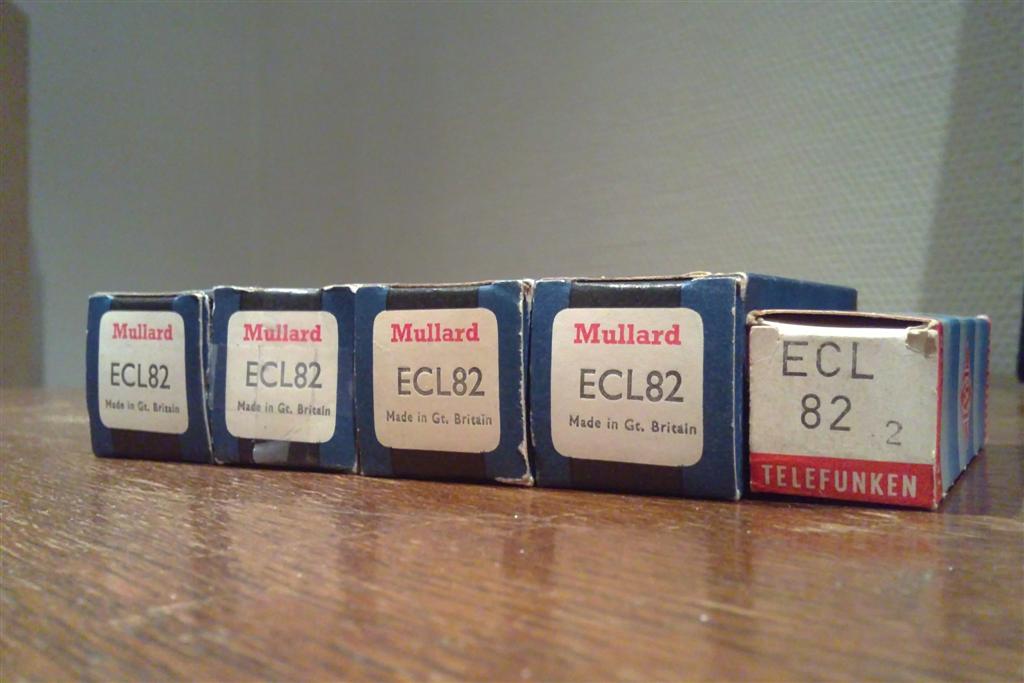 Mullard
ECL82
Made in Gt. Britain
Mullard
ECL82
Made in Gt. Britain
Mullard
ECL82
Made in Gt. Britain
Mullard
ECL82
Made in Gt. Britain
ECL
82 2
TELEFUNKEN